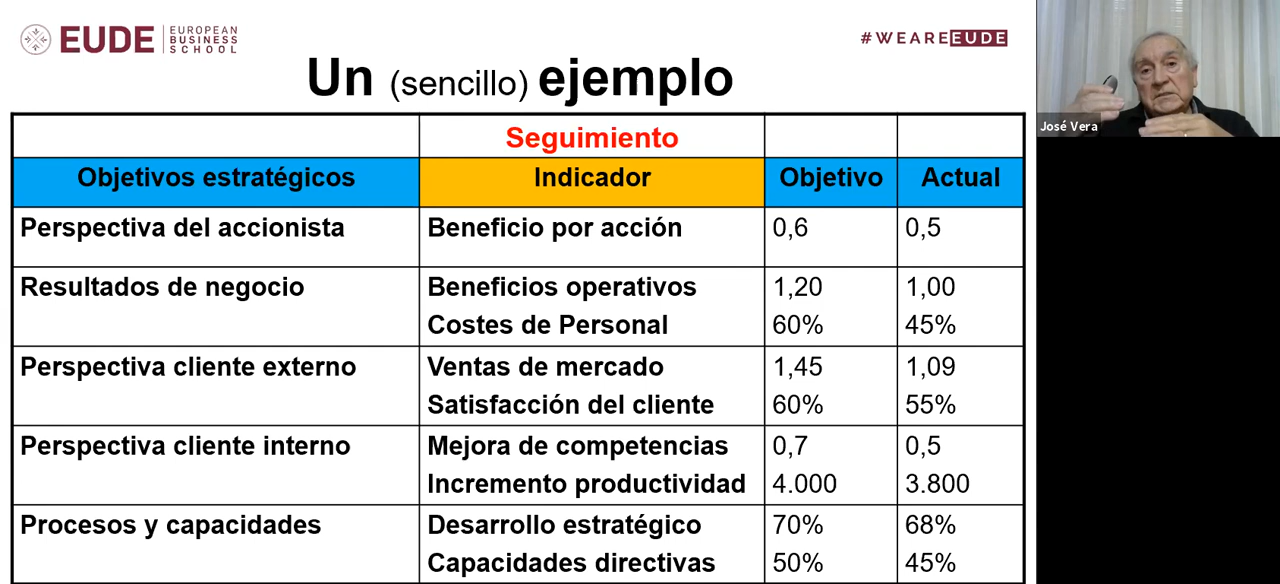 EUDE EUROPEAN BUSINESS SCHOOL
#WEAREEUDE
Un (sencillo) ejemplo
José Vera
Seguimiento
Objetivos estratégicos Indicador Objetivo Actual
Perspectiva del accionista Beneficio por acción 0,6 0,5
Resultados de negocio Beneficios operativos 1,20 1,00
Costes de Personal 60% 45%
Perspectiva cliente externo Ventas de mercado 1,45 1,09
Satisfacción del cliente 60% 55%
Perspectiva cliente interno Mejora de competencias 0,7 0,5
Incremento productividad 4.000 3.800
Procesos y capacidades Desarrollo estratégico 70% 68%
Capacidades directivas 50% 45%